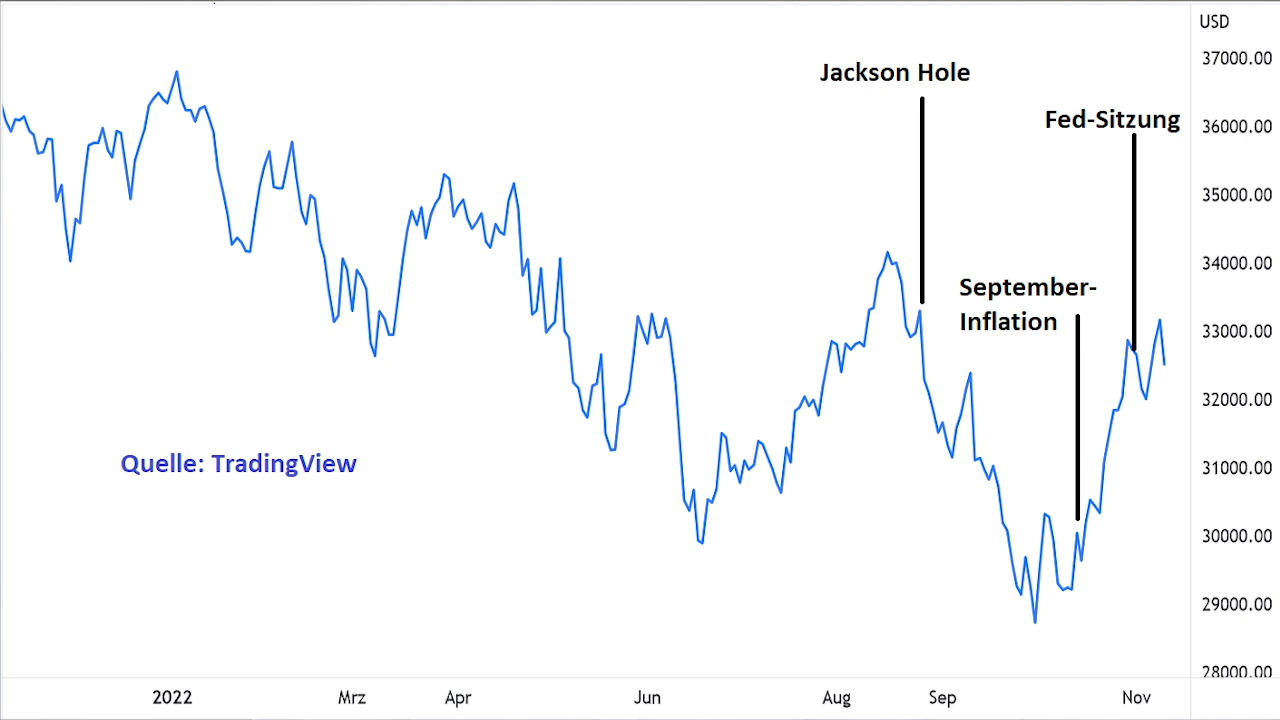 USD
37000.00
Jackson Hole
Fed-Sitzung
36000.00
35000.00
34000.00
September-
Inflation
33000.00
32000.00
Quelle: TradingView
31000.00
30000.00
29000.00
28000.00
2022 Mrz Apr Jun Aug Sep Nov